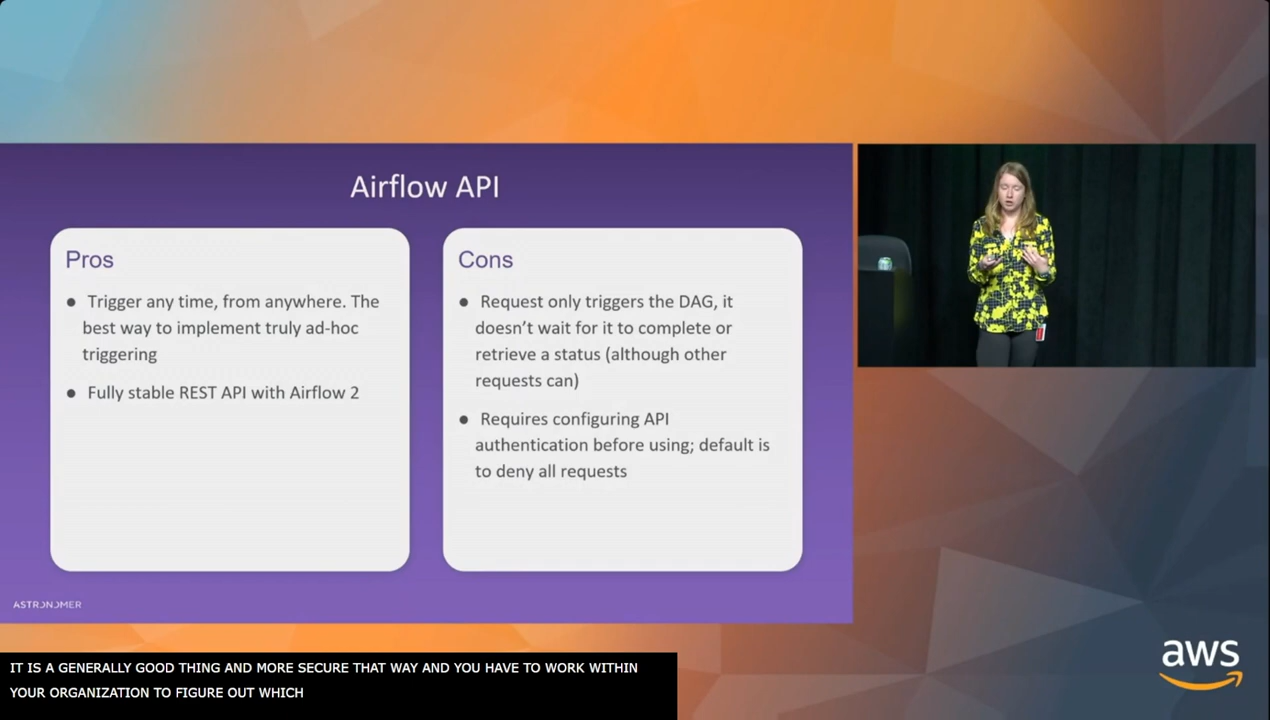 Airflow API
Pros
● Trigger any time, from anywhere. The
best way to implement truly ad-hoc
triggering
● Fully stable REST API with Airflow 2
Cons
● Request only triggers the DAG, it
doesn’t wait for it to complete or
retrieve a status (although other
requests can)
● Requires configuring API
authentication before using; default is
to deny all requests
ASTRONOMER
IT IS A GENERALLY GOOD THING AND MORE SECURE THAT WAY AND YOU HAVE TO WORK WITHIN
YOUR ORGANIZATION TO FIGURE OUT WHICH
aws